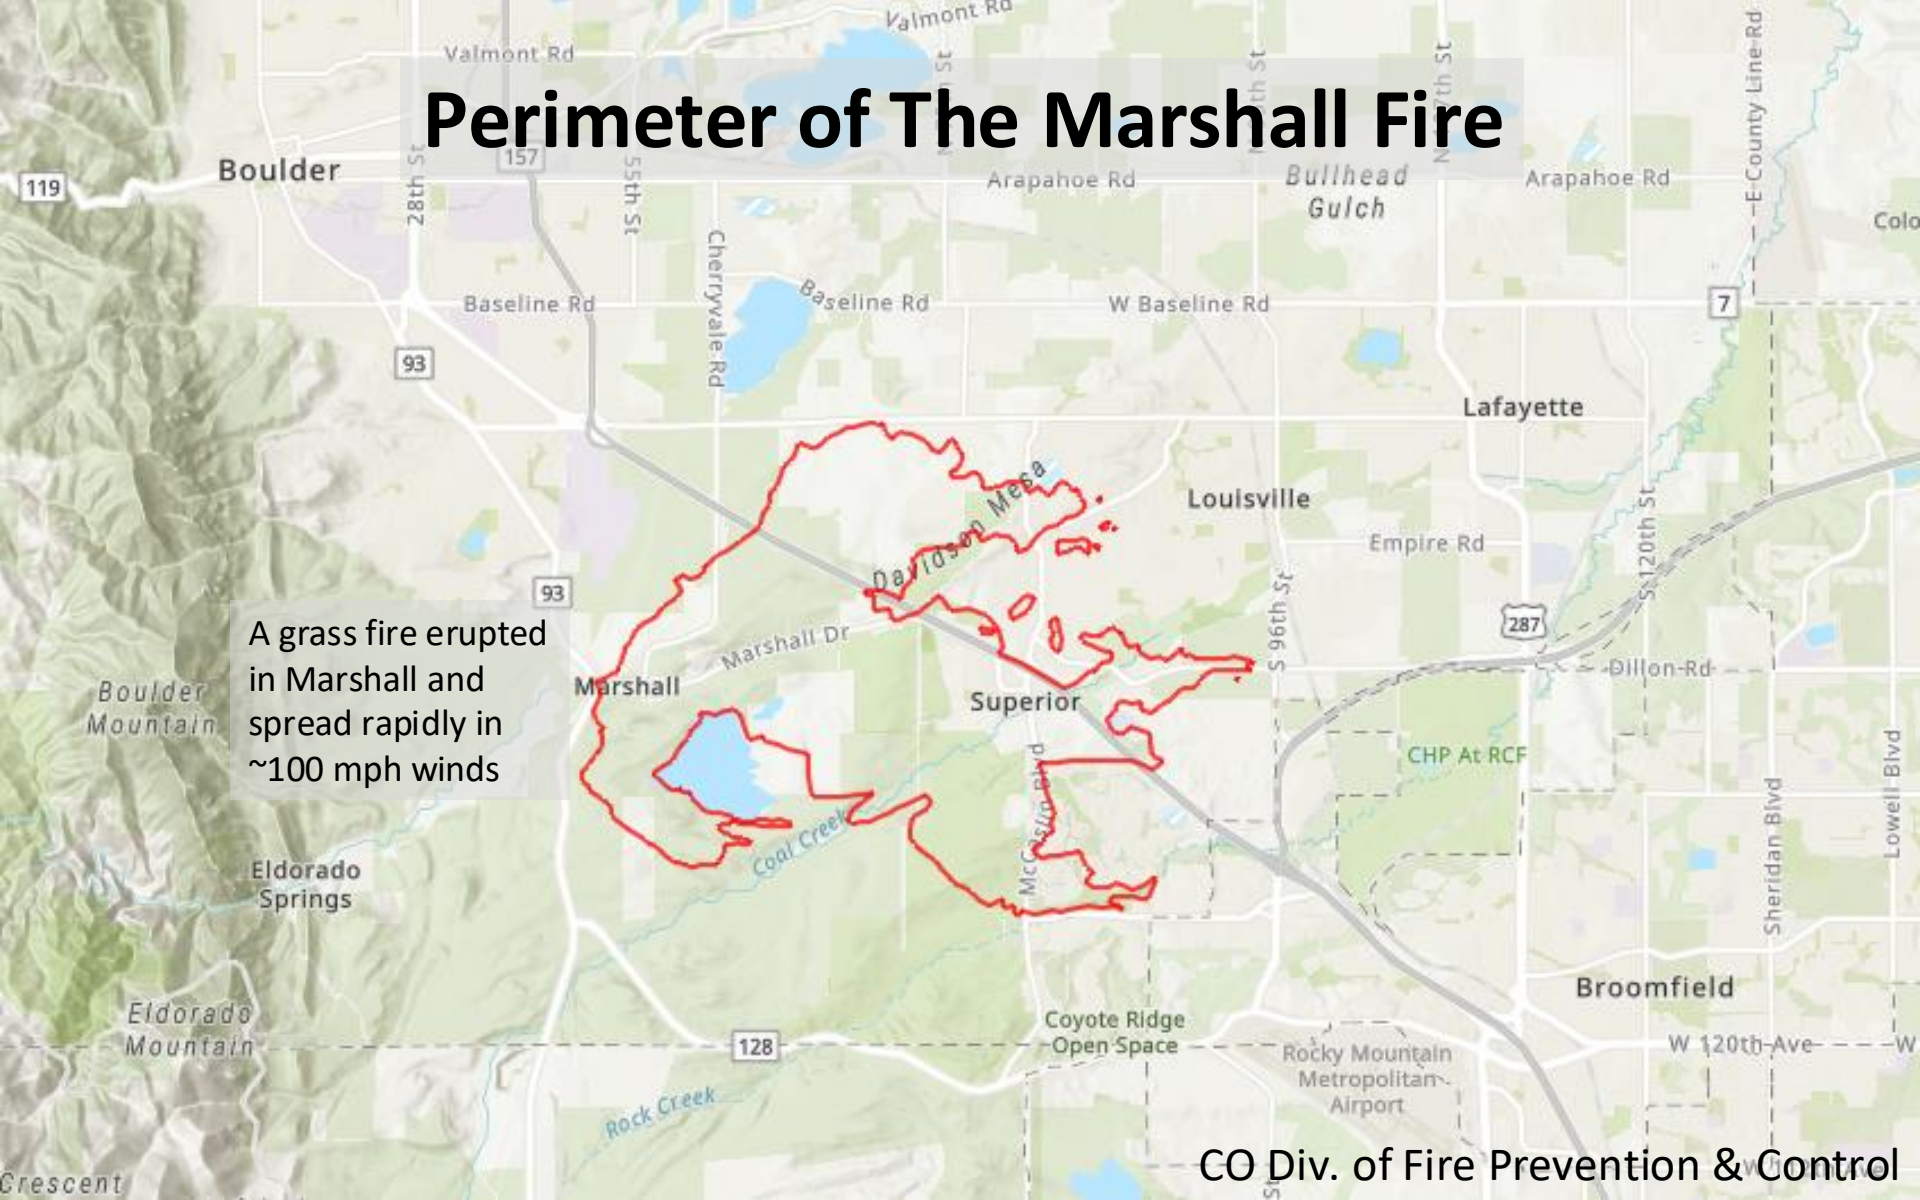 Valmont Rd
Valmont Rd
Perimeter of The Marshall Fire
Boulder
157
119
28th St
55th St
Arapahoe Rd
Bullhead
Gulch
Arapahoe Rd
E County Line Rd
Colo
Cherryvale Rd
Baseline Rd
Baseline Rd
W Baseline Rd
7
93
Lafayette
Davidson Mesa
Louisville
Empire Rd
S 120th St
93
S 96th St
287
A grass fire erupted
in Marshall and
spread rapidly in
~100 mph winds
Marshall Dr
Marshall
Superior
Dillon Rd
Boulder
Mountain
CHP At RCF
McCaslin Blvd
Sheridan Blvd
Lowell Blvd
Coal Creek
Eldorado
Springs
Broomfield
Eldorado
Mountain
128
Coyote Ridge
Open Space
Rocky Mountain
Metropolitan
Airport
W 120th Ave
W
Rock Creek
CO Div. of Fire Prevention & Control
Crescent
St